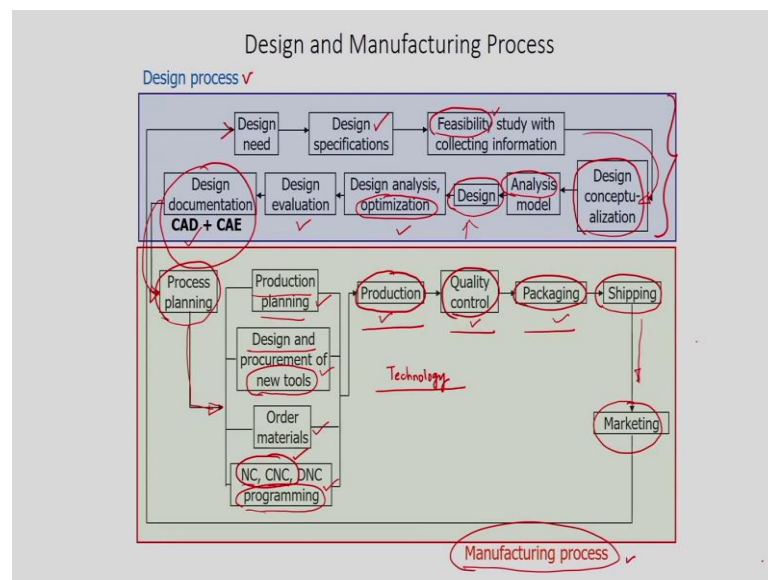 Design and Manufacturing Process
Design process
Design
need
Design
specifications
Feasibility study with
collecting information
Design
documentation
CAD + CAE
Design
evaluation
Design analysis,
optimization
Design
Analysis
model
Design
conceptu-
alization
Process
planning
Production
planning
Design and
procurement of
new tools
Order
materials
NC, CNC, DNC
programming
Production
Quality
control
Packaging
Shipping
Technology
Marketing
Manufacturing process